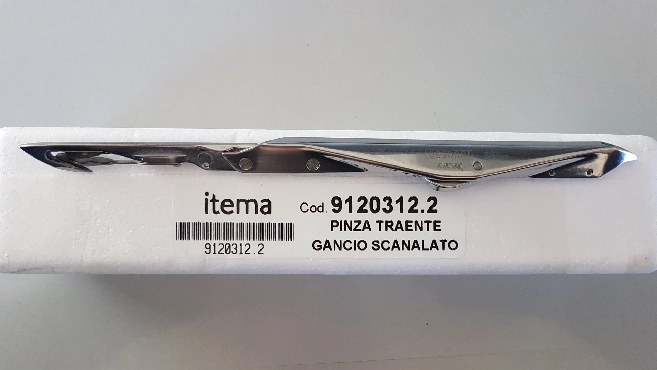 itema
Cod. 9120312.2
PINZA TRAENTE
GANCIO SCANALATO
9120312.2